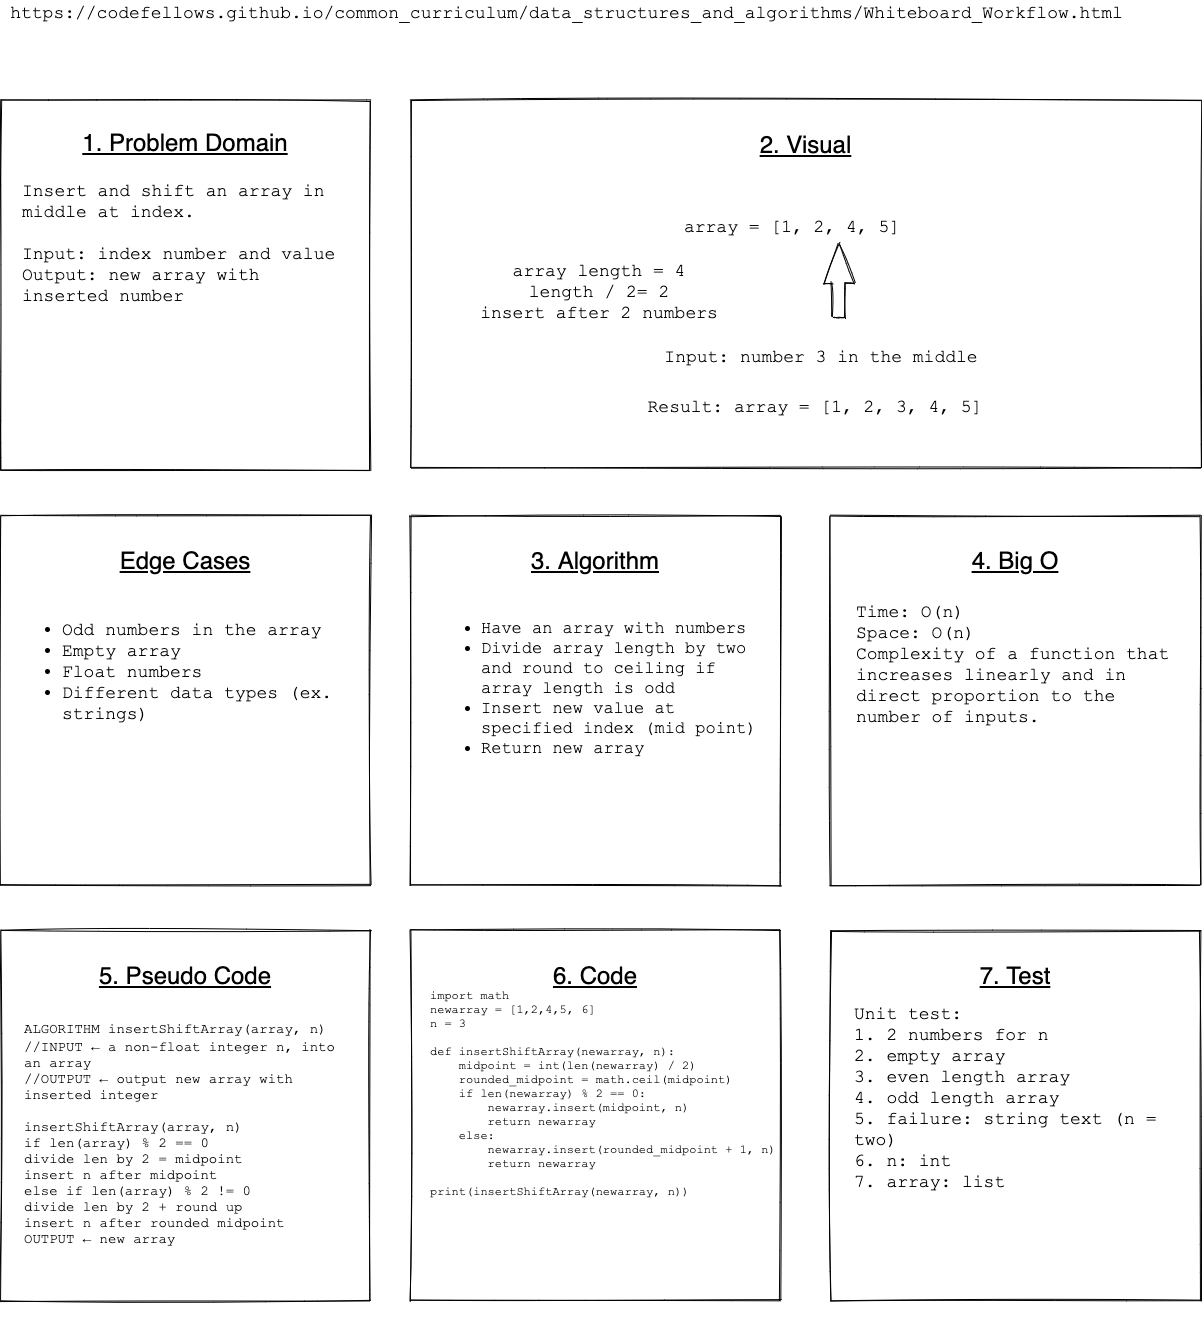 https://codefellows.github.io/common_curriculum/data_structures_and_algorithms/Whiteboard_Workflow.html
1. Problem Domain
Insert and shift an array in
middle at index.
Input: index number and value
Output: new array with
inserted number
2. Visual
array = [1, 2, 4, 5]
array length = 4
length / 2= 2
insert after 2 numbers
Input: number 3 in the middle
Result: array = [1, 2, 3, 4, 5]
Edge Cases
• Odd numbers in the array
• Empty array
• Float numbers
• Different data types (ex.
strings)
3. Algorithm
• Have an array with numbers
• Divide array length by two
and round to ceiling if
array length is odd
• Insert new value at
specified index (mid point)
• Return new array
4. Big O
Time: O(n)
Space: O(n)
Complexity of a function that
increases linearly and in
direct proportion to the
number of inputs.
5. Pseudo Code
ALGORITHM insertShiftArray(array, n)
//INPUT ← a non-float integer n, into
an array
//OUTPUT ← output new array with
inserted integer
insertShiftArray(array, n)
if len(array) % 2 == 0
divide len by 2 = midpoint
insert n after midpoint
else if len(array) % 2 != 0
divide len by 2 + round up
insert n after rounded midpoint
OUTPUT ← new array
6. Code
import math
newarray = [1,2,4,5, 6]
n = 3
def insertShiftArray(newarray, n):
    midpoint = int(len(newarray) / 2)
    rounded_midpoint = math.ceil(midpoint)
    if len(newarray) % 2 == 0:
        newarray.insert(midpoint, n)
        return newarray
    else:
        newarray.insert(rounded_midpoint + 1, n)
        return newarray
print(insertShiftArray(newarray, n))
7. Test
Unit test:
1. 2 numbers for n
2. empty array
3. even length array
4. odd length array
5. failure: string text (n =
two)
6. n: int
7. array: list